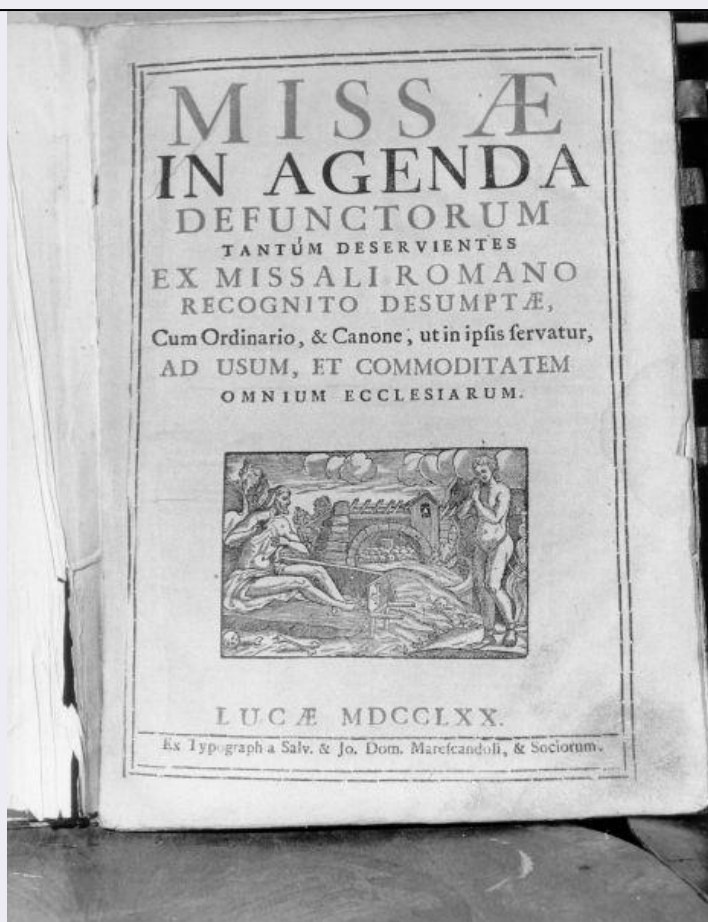 MISSÆ
IN AGENDA
DEFUNCTORUM
TANTÚM DESERVIENTES
EX MISSALI ROMANO
RECOGNITO DESUMPTÆ,
Cum Ordinario, & Canone, ut in ipſis ſervatur,
AD USUM, ET COMMODITATEM
OMNIUM ECCLESIARUM.
LUCÆ MDCCLXX.
Ex Typograph a Salv. & Jo. Dom. Mareſcandoli, & Sociorum.